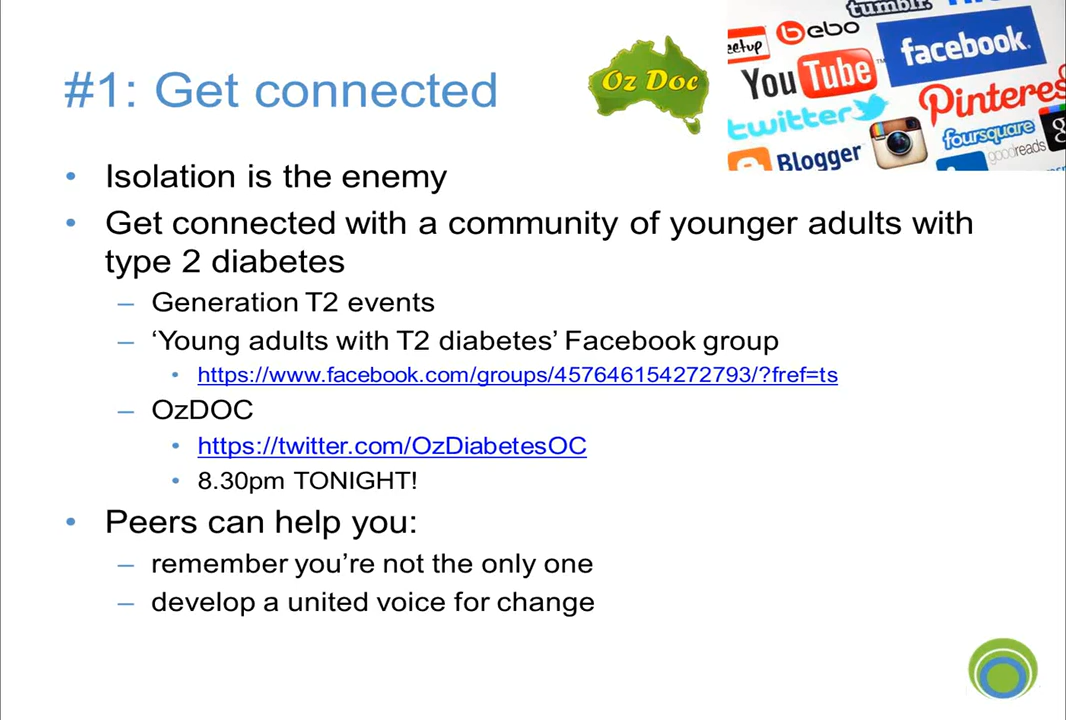 #1: Get connected
Oz Doc
tumblr.
bebo
facebook.
YouTube
twitter
Instagram
foursquare
goodreads
Blogger
• Isolation is the enemy
• Get connected with a community of younger adults with
type 2 diabetes
– Generation T2 events
– ‘Young adults with T2 diabetes’ Facebook group
• https://www.facebook.com/groups/457646154272793/?fref=ts
– OzDOC
• https://twitter.com/OzDiabetesOC
• 8.30pm TONIGHT!
• Peers can help you:
– remember you’re not the only one
– develop a united voice for change